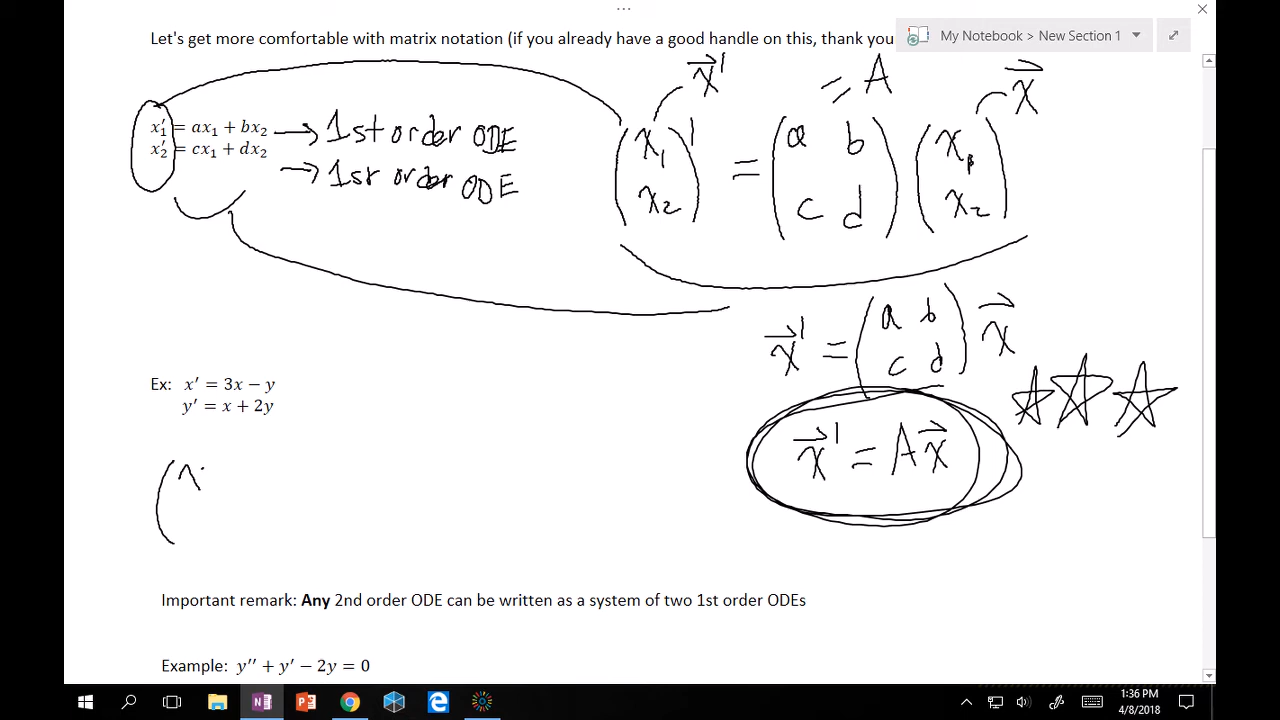 ...
Let's get more comfortable with matrix notation (if you already have a good handle on this, thank you
My Notebook > New Section 1
x₁′ = ax₁ + bx₂ → 1st order ODE
x₂′ = cx₁ + dx₂ → 1st order ODE
x⃗′ = A x⃗
(x₁ x₂)′ = (a b c d) (x₁ x₂)
x⃗′ = (a b c d) x⃗
x⃗′ = Ax⃗
Ex: x′ = 3x − y
y′ = x + 2y
(x
Important remark: Any 2nd order ODE can be written as a system of two 1st order ODEs
Example: y″ + y′ − 2y = 0
1:36 PM
4/8/2018